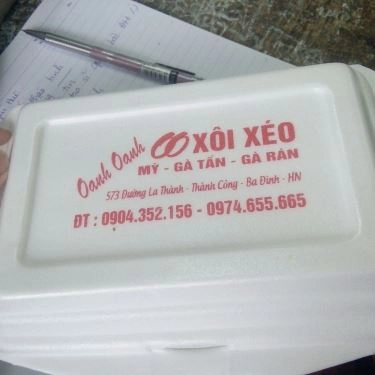 Oanh Oanh XÔI XÉO
MỲ - GÀ TẦN - GÀ RÁN
573 Đường La Thành - Thành Công - Ba Đình - HN
ĐT : 0904.352.156 - 0974.655.665